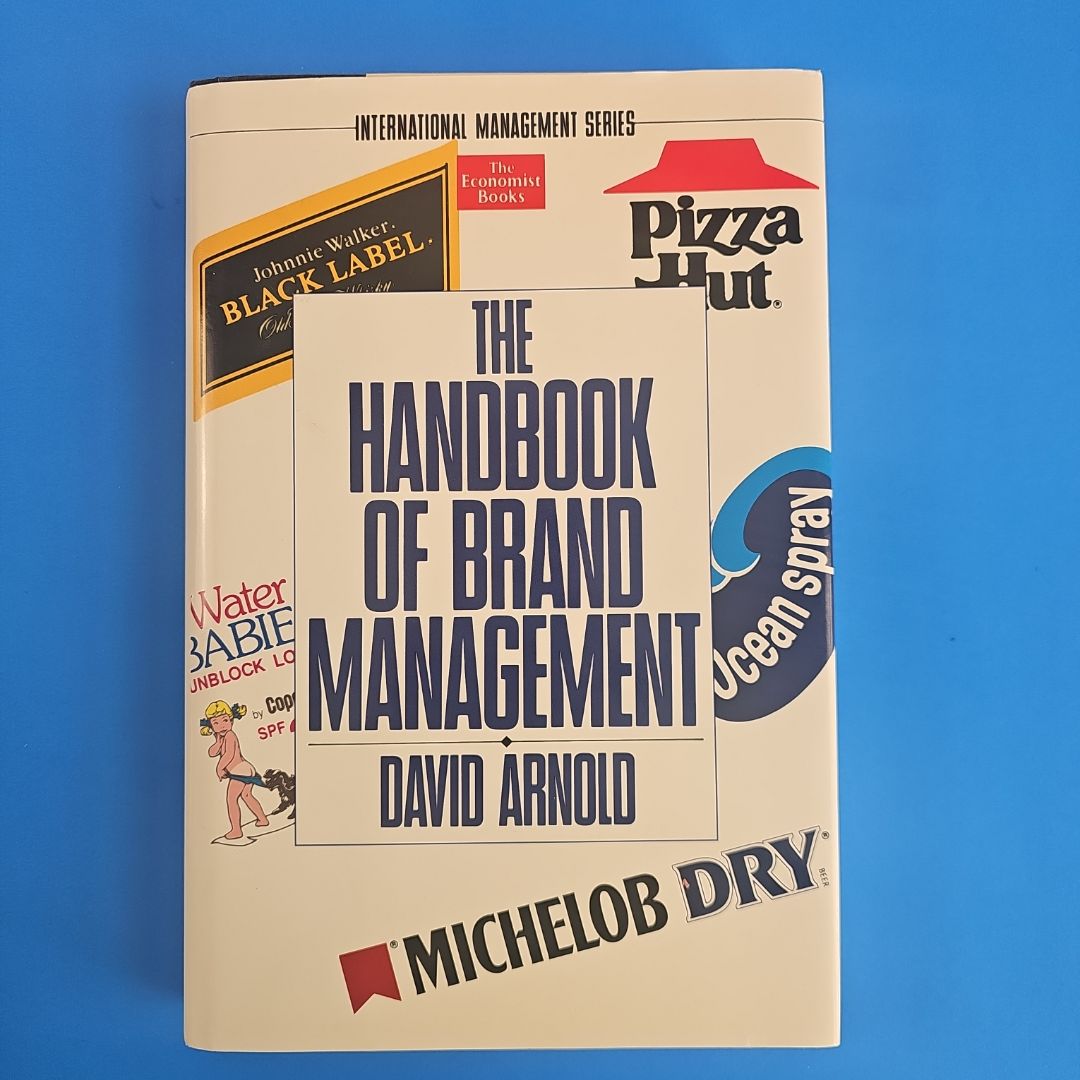 INTERNATIONAL MANAGEMENT SERIES
The
Economist
Books
Johnnie Walker.
BLACK LABEL.
Pizza
Hut.®
THE
HANDBOOK
OF BRAND
MANAGEMENT
DAVID ARNOLD
Ocean spray
Water
BABIE
UNBLOCK LO
by Cop
SPF
® MICHELOB DRY®
BEER